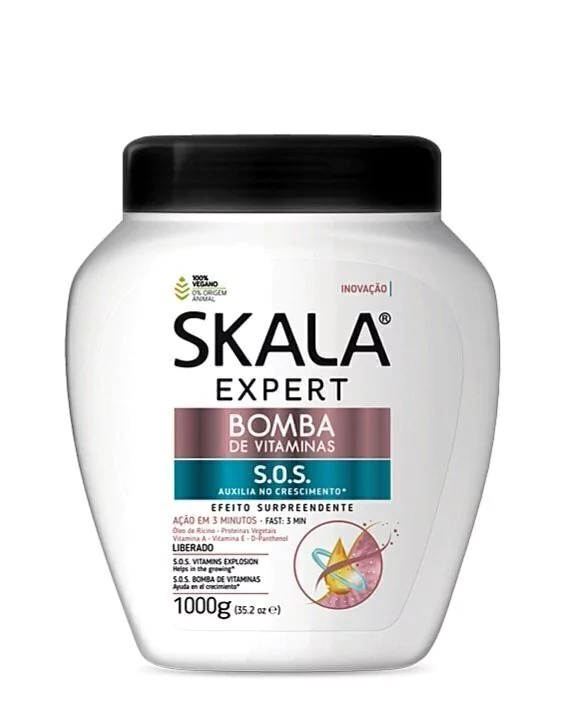 100%
VEGANO
0% ORIGEM
ANIMAL
INOVAÇÃO
SKALA®
EXPERT
BOMBA
DE VITAMINAS
S.O.S.
AUXILIA NO CRESCIMENTO*
EFEITO SURPREENDENTE
AÇÃO EM 3 MINUTOS - FAST: 3 MIN
Óleo de Rícino - Proteínas Vegetais
Vitamina A - Vitamina E - D-Panthenol
LIBERADO
S.O.S. VITAMINS EXPLOSION
Helps in the growing*
S.O.S. BOMBA DE VITAMINAS
Ayuda en el crecimiento*
1000g (35.2 oz ℮)